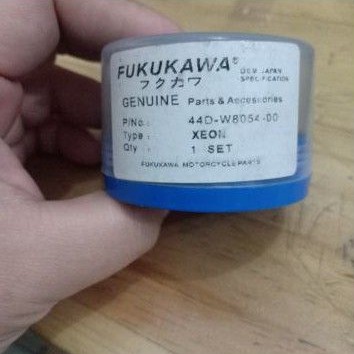 FUKUKAWA®
フクカワ
OEM JAPAN
SPECIFICATION
GENUINE Parts & Accessories
P/No : 44D-W8054-00
Type : XEON
Qty : 1 SET
FUKUKAWA MOTORCYCLE PARTS